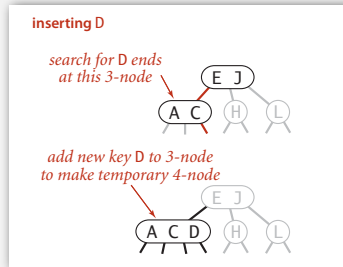 inserting D
search for D ends
at this 3-node
E J
A C
H
L
add new key D to 3-node
to make temporary 4-node
E J
A C D
H
L